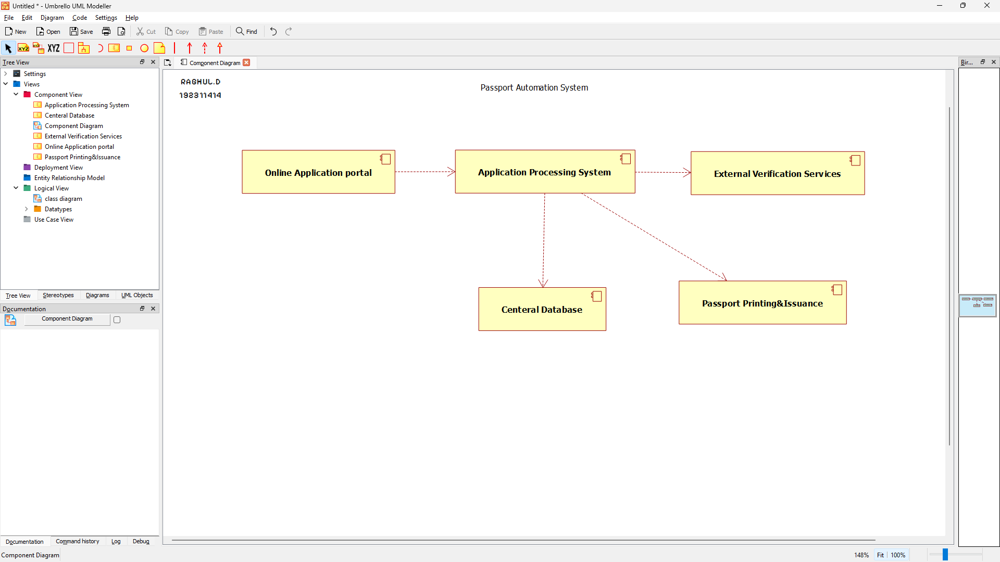 Untitled * - Umbrello UML Modeller
File Edit Diagram Code Settings Help
New Open Save Cut Copy Paste Find
XYZ XYZ XYZ
Tree View
Settings
Views
Component View
Application Processing System
Centeral Database
Component Diagram
External Verification Services
Online Application portal
Passport Printing&Issuance
Deployment View
Entity Relationship Model
Logical View
class diagram
Datatypes
Use Case View
Tree View Stereotypes Diagrams UML Objects
Documentation
Component Diagram
Documentation Command history Log Debug
Component Diagram
Component Diagram
RAGHUL.D
192311414
Passport Automation System
Online Application portal
Application Processing System
External Verification Services
Centeral Database
Passport Printing&Issuance
Bir...
148% Fit 100%